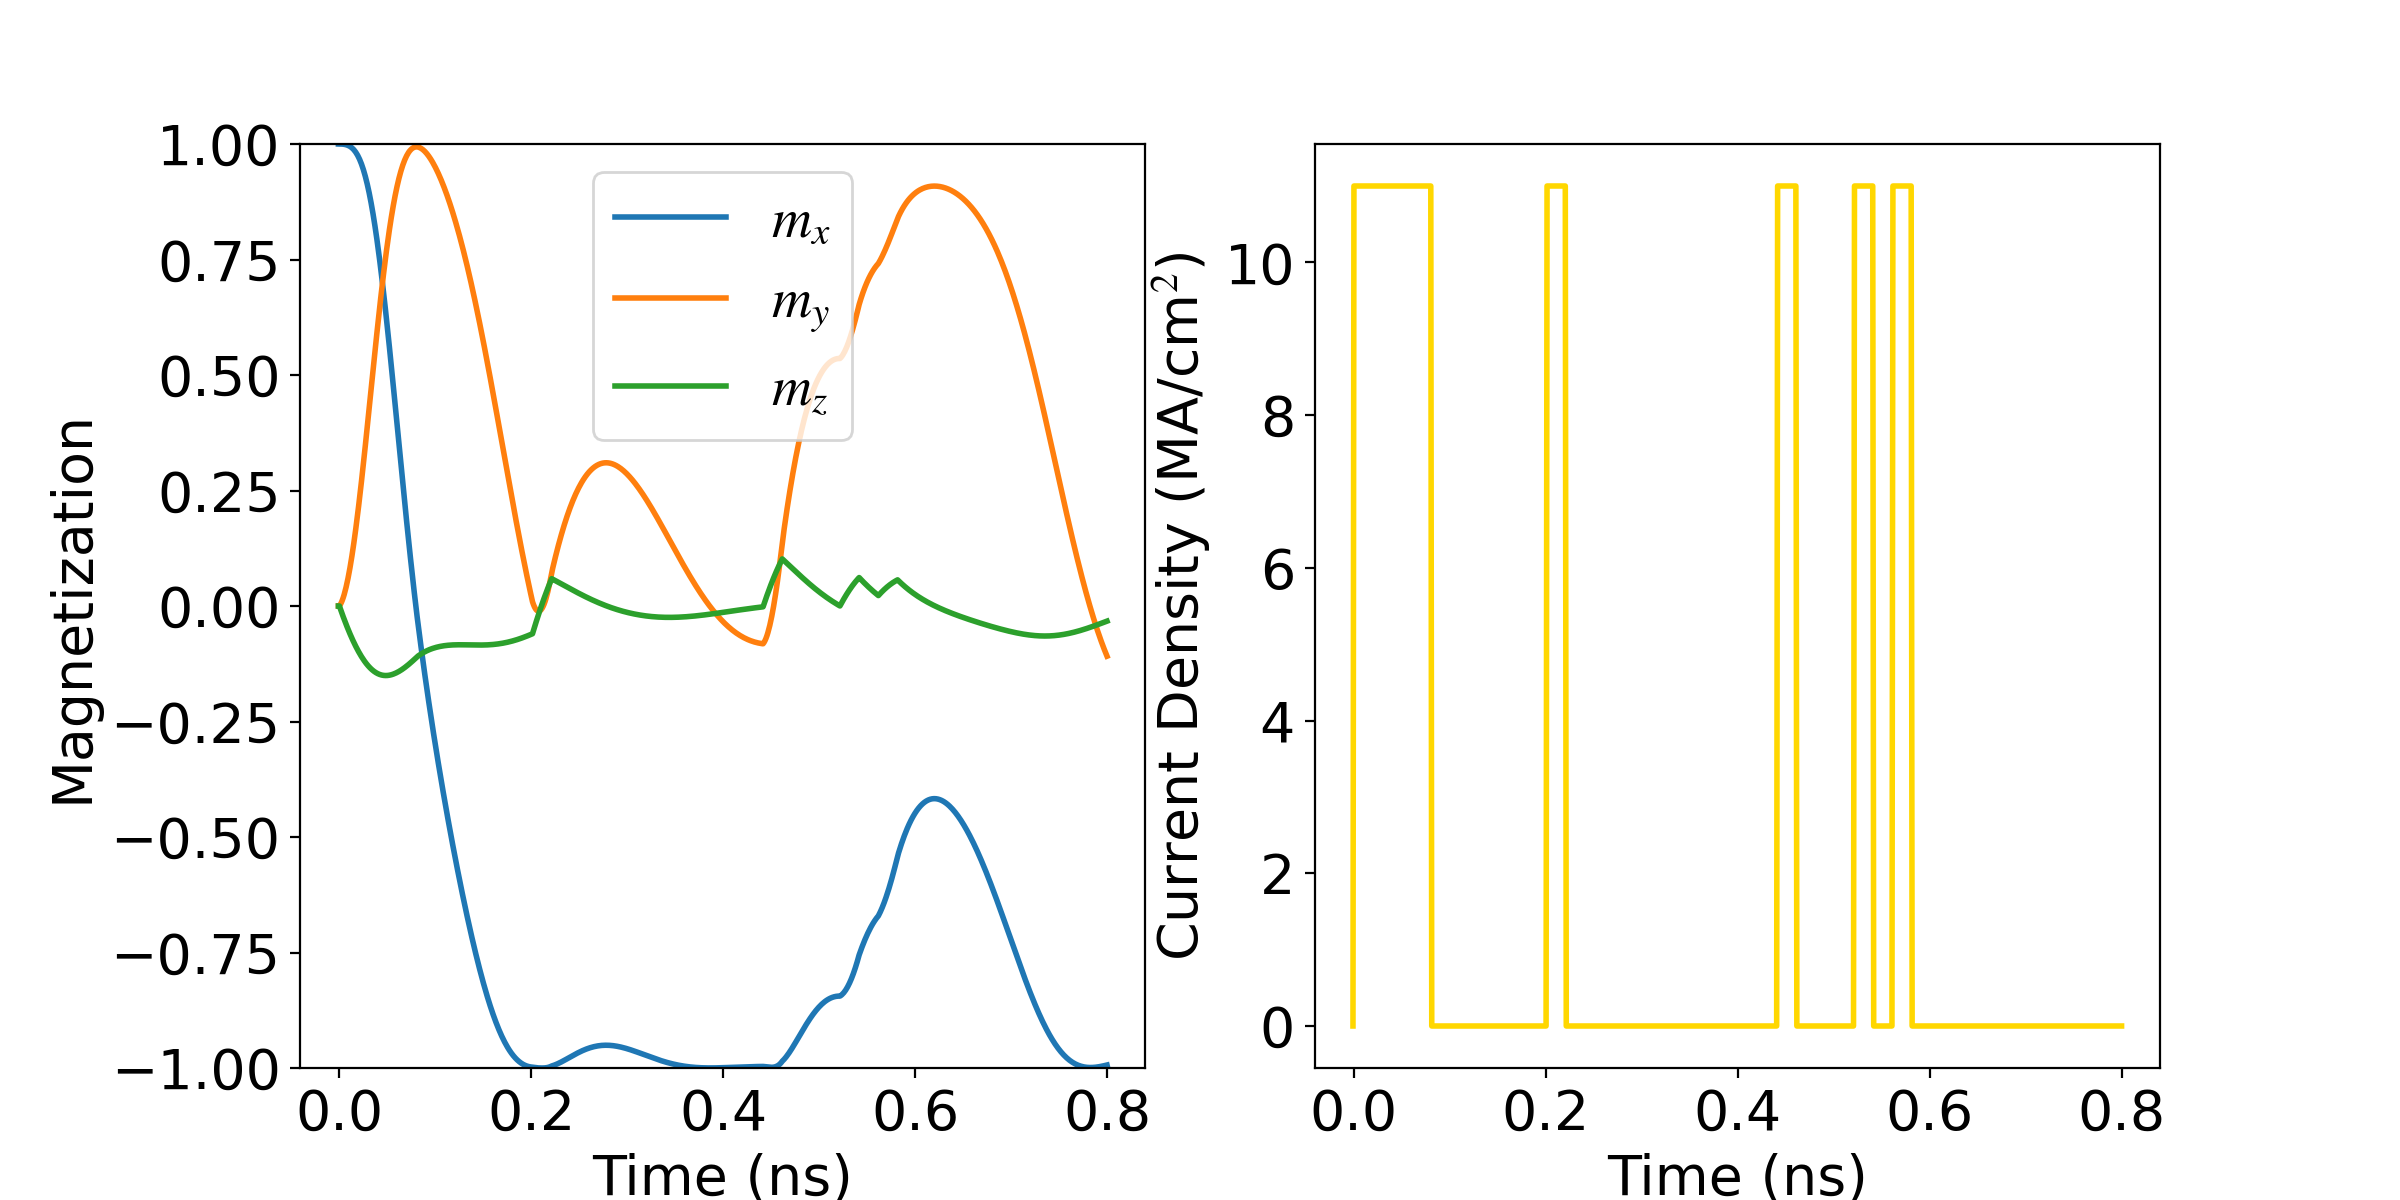 Magnetization
1.00
0.75
0.50
0.25
0.00
−0.25
−0.50
−0.75
−1.00
m_x
m_y
m_z
0.0 0.2 0.4 0.6 0.8
Time (ns)
Current Density (MA/cm²)
10
8
6
4
2
0
0.0 0.2 0.4 0.6 0.8
Time (ns)